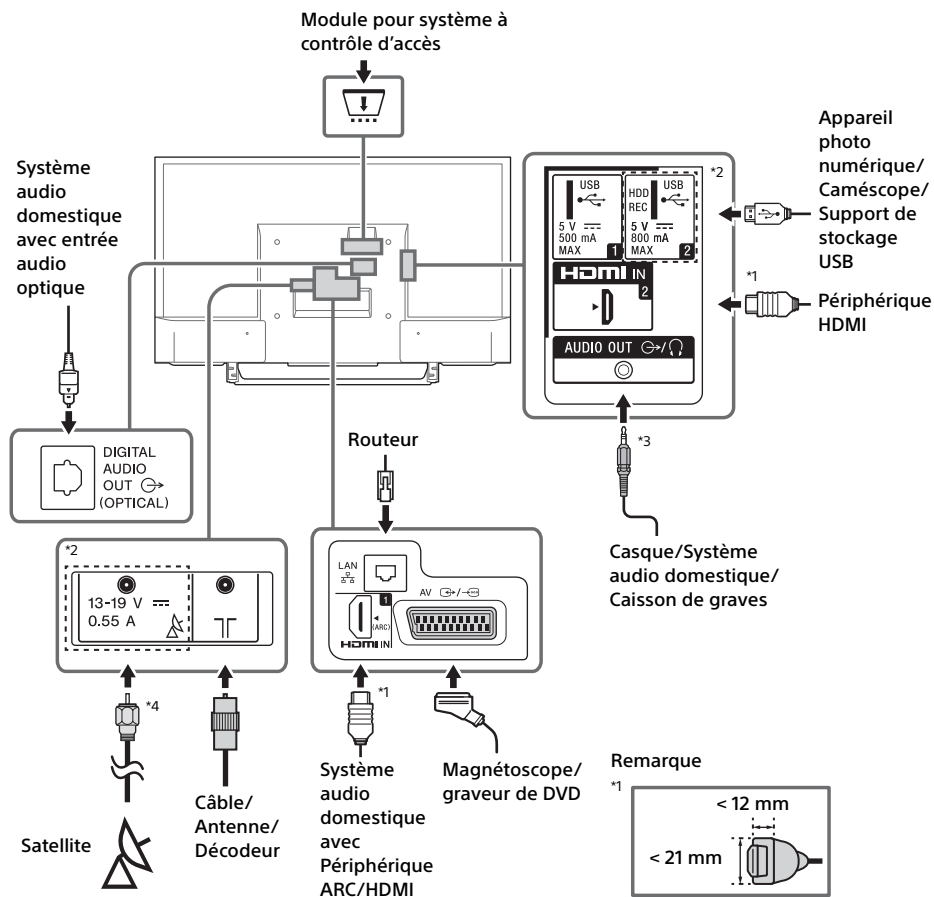 Module pour système à
contrôle d'accès
Système
audio
domestique
avec entrée
audio
optique
Appareil
photo
numérique/
Caméscope/
Support de
stockage
USB
*2
USB
5 V
500 mA
MAX
1
HDD
REC
USB
5 V
800 mA
MAX
2
HDMI IN
2
*1
Périphérique
HDMI
AUDIO OUT
*3
Casque/Système
audio domestique/
Caisson de graves
DIGITAL
AUDIO
OUT
(OPTICAL)
Routeur
*2
13-19 V
0.55 A
LAN
1
(ARC)
HDMI IN
AV
*4
*1
Satellite
Câble/
Antenne/
Décodeur
Système
audio
domestique
avec
Périphérique
ARC/HDMI
Magnétoscope/
graveur de DVD
Remarque
*1
< 12 mm
< 21 mm